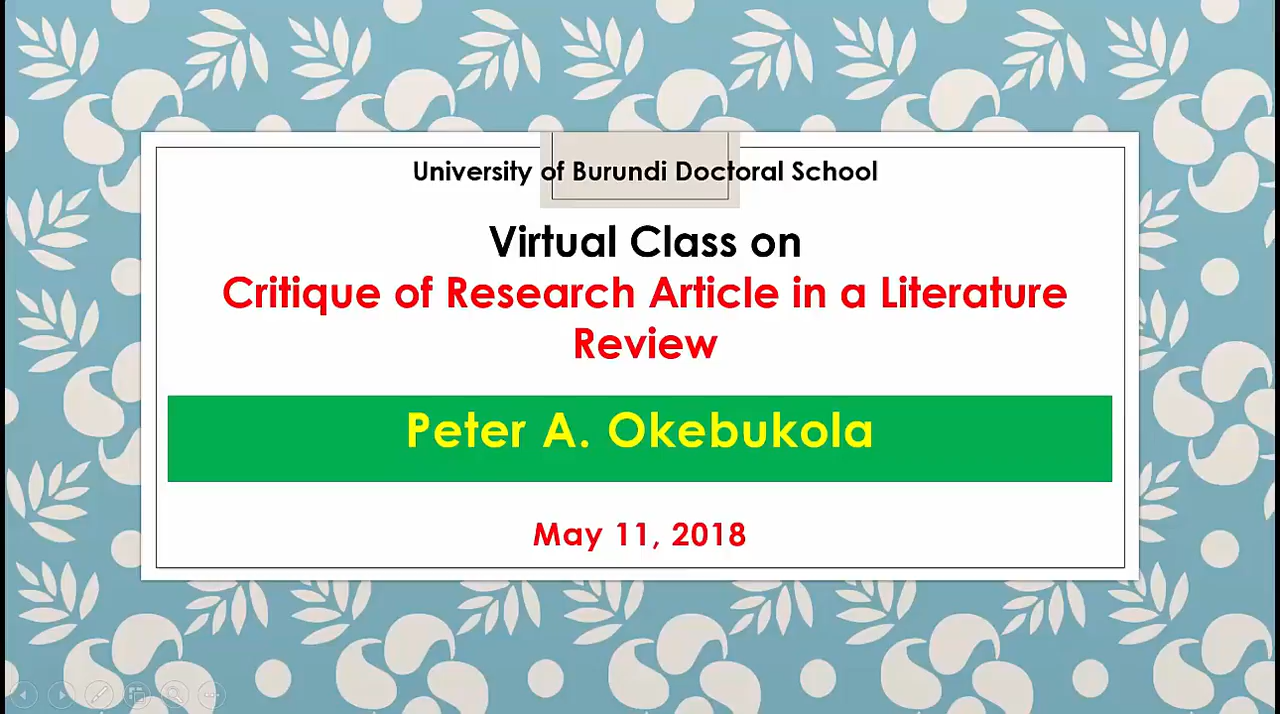 University of Burundi Doctoral School
Virtual Class on
Critique of Research Article in a Literature
Review
Peter A. Okebukola
May 11, 2018